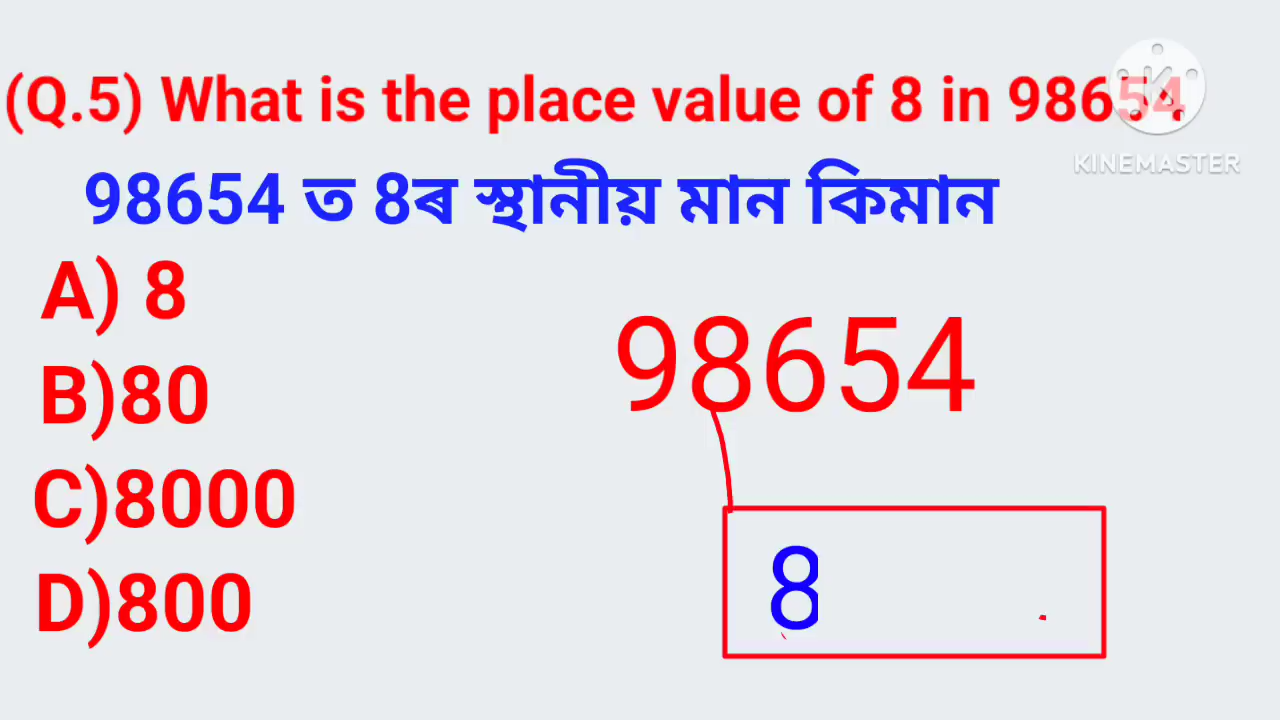 (Q.5) What is the place value of 8 in 98654
KINEMASTER
98654 ত 8ৰ স্থানীয় মান কিমান
A) 8
B)80
C)8000
D)800
98654
8